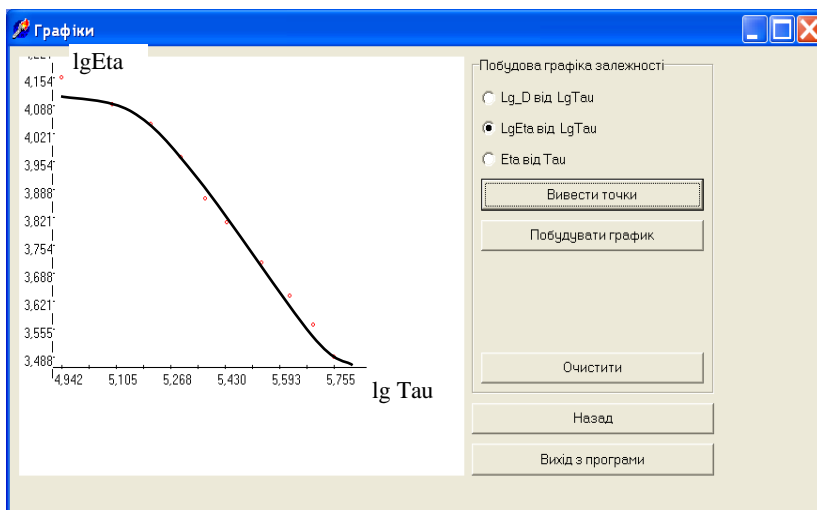 Графіки
lgEta
4,221
4,154
4,088
4,021
3,954
3,888
3,821
3,754
3,688
3,621
3,555
3,488
4,942 5,105 5,268 5,430 5,593 5,755
lg Tau
Побудова графіка залежності
Lg_D від LgTau
LgEta від LgTau
Eta від Tau
Вивести точки
Побудувати график
Очистити
Назад
Вихід з програми